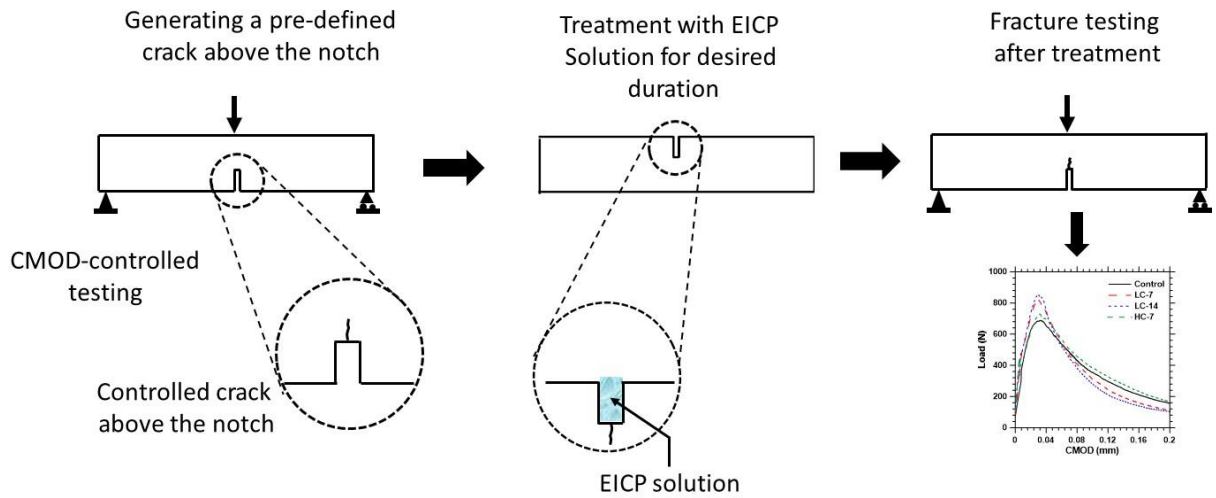 Generating a pre-defined
crack above the notch
Treatment with EICP
Solution for desired
duration
Fracture testing
after treatment
CMOD-controlled
testing
Controlled crack
above the notch
EICP solution
1000
800
600
400
200
0
Load (N)
Control
LC-7
LC-14
HC-7
0
0.04
0.08
0.12
0.16
0.2
CMOD (mm)